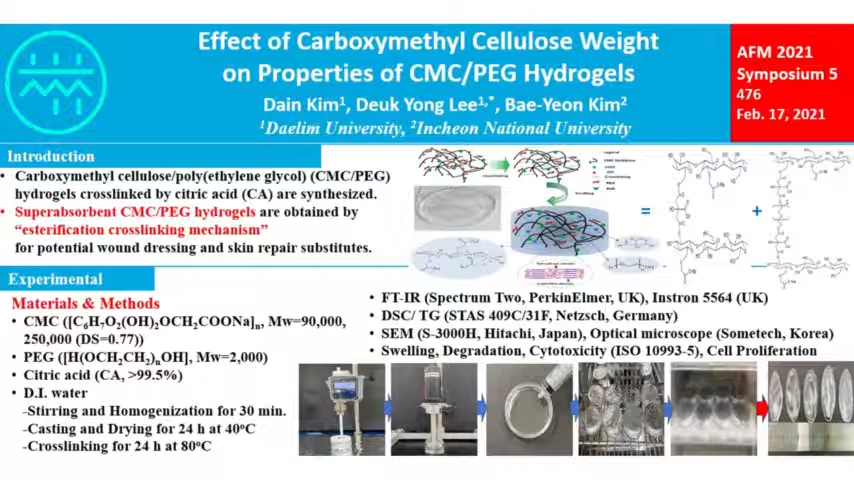 Effect of Carboxymethyl Cellulose Weight
on Properties of CMC/PEG Hydrogels
Dain Kim¹, Deuk Yong Lee¹,*, Bae-Yeon Kim²
¹Daelim University, ²Incheon National University
AFM 2021
Symposium 5
476
Feb. 17, 2021
Introduction
• Carboxymethyl cellulose/poly(ethylene glycol) (CMC/PEG)
hydrogels crosslinked by citric acid (CA) are synthesized.
• Superabsorbent CMC/PEG hydrogels are obtained by
“esterification crosslinking mechanism”
for potential wound dressing and skin repair substitutes.
=
+
Experimental
Materials & Methods
• CMC ([C₆H₇O₂(OH)₂OCH₂COONa]ₙ, Mw=90,000,
250,000 (DS=0.77))
• PEG ([H(OCH₂CH₂)ₙOH], Mw=2,000)
• Citric acid (CA, >99.5%)
• D.I. water
-Stirring and Homogenization for 30 min.
-Casting and Drying for 24 h at 40°C
-Crosslinking for 24 h at 80°C
• FT-IR (Spectrum Two, PerkinElmer, UK), Instron 5564 (UK)
• DSC/ TG (STAS 409C/31F, Netzsch, Germany)
• SEM (S-3000H, Hitachi, Japan), Optical microscope (Sometech, Korea)
• Swelling, Degradation, Cytotoxicity (ISO 10993-5), Cell Proliferation